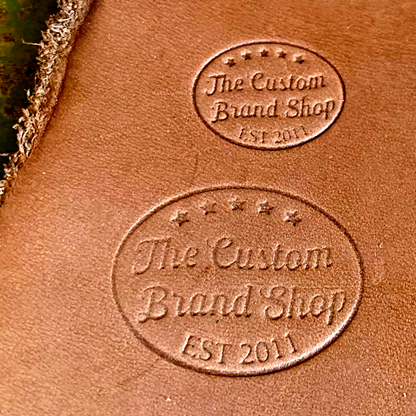 The Custom
Brand Shop
EST 2011
The Custom
Brand Shop
EST 2011